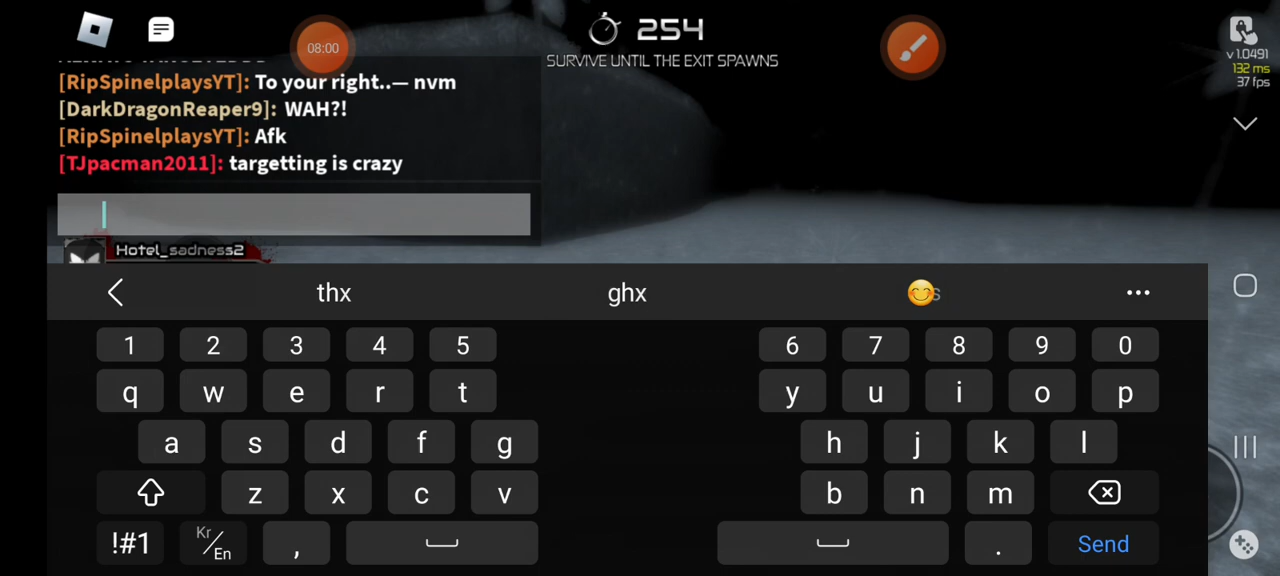 254
08:00
SURVIVE UNTIL THE EXIT SPAWNS
v 1.0491
132 ms
37 fps
[RipSpinelplaysYT]: To your right..— nvm
[DarkDragonReaper9]: WAH?!
[RipSpinelplaysYT]: Afk
[TJpacman2011]: targetting is crazy
Hotel_sadness2
thx ghx s
1 2 3 4 5 6 7 8 9 0
q w e r t y u i o p
a s d f g h j k l
z x c v b n m
!#1 Kr/En , . Send